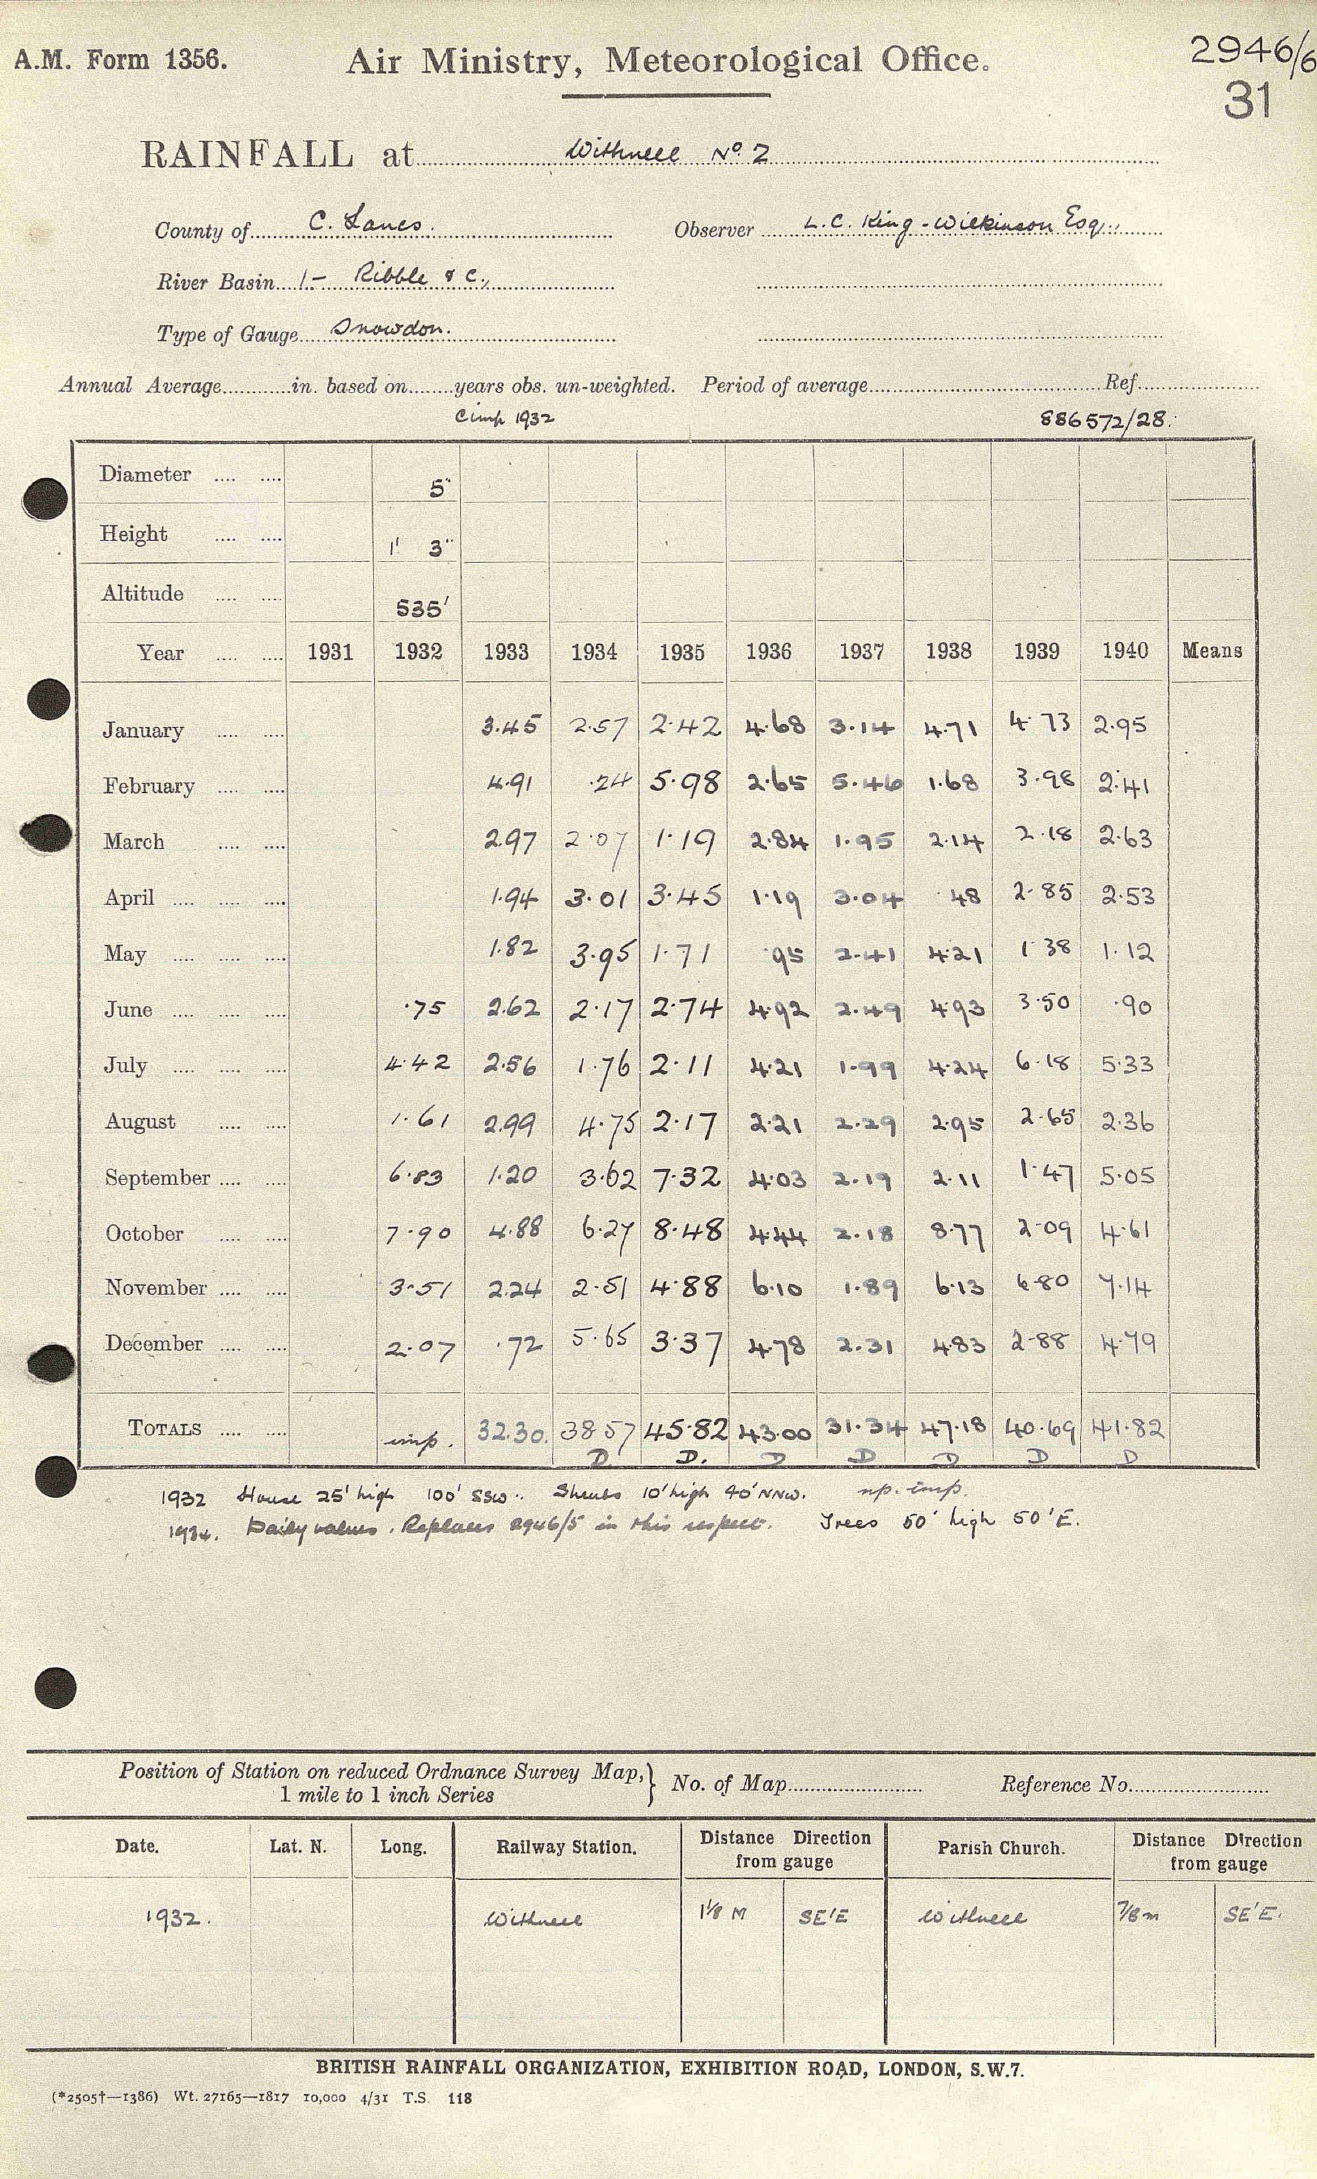 A.M. Form 1356.
Air Ministry, Meteorological Office.
2946/6
31
RAINFALL at Withnell No. 2
County of C. Lancs.
Observer L.C. King-Wilkinson Esq.,
River Basin 1- Ribble & C.,
Type of Gauge Snowdon.
Annual Average............in. based on........years obs. un-weighted. Period of average............Ref............
1932
886572/28.
Diameter .... .... 5"
Height .... .... 1' 3"
Altitude .... .... 535'
Year .... .... 1931 1932 1933 1934 1935 1936 1937 1938 1939 1940 Means
January .... .... 3.45 2.57 2.42 4.68 3.14 4.71 4.73 2.95
February .... .... 4.91 .24 5.98 2.65 5.46 1.68 3.98 2.41
March .... .... 2.97 2.07 1.19 2.84 1.95 2.14 2.18 2.63
April .... .... .... 1.94 3.01 3.45 1.19 3.04 .48 2.85 2.53
May .... .... .... 1.82 3.95 1.71 .95 2.41 4.21 1.38 1.12
June .... .... .... .75 2.62 2.17 2.74 4.92 2.49 4.93 3.50 .90
July .... .... .... 4.42 2.56 1.76 2.11 4.21 1.99 4.24 6.18 5.33
August .... .... 1.61 2.99 4.75 2.17 2.21 2.29 2.95 2.65 2.36
September .... .... 6.83 1.20 3.62 7.32 4.03 2.19 2.11 1.47 5.05
October .... .... 7.90 4.88 6.27 8.48 4.44 2.18 8.77 2.09 4.61
November .... .... 3.51 2.24 2.51 4.88 6.10 1.89 6.13 6.80 7.14
December .... .... 2.07 .72 5.65 3.37 4.78 2.31 4.83 2.88 4.79
TOTALS .... .... imp. 32.30. 38.57 45.82 43.00 31.34 47.18 40.69 41.82
D. D. D D D D D
1932 House 25' high 100' SSW. Shrubs 10' high 40' NNW. np. imp.
1934. Daily values. Replaces 2946/5 in this respect. Trees 50' high 50' E.
Position of Station on reduced Ordnance Survey Map,
1 mile to 1 inch Series
No. of Map............ Reference No............
Date. Lat. N. Long. Railway Station. Distance from gauge Direction Parish Church. Distance from gauge Direction
1932. Withnell 1⅛ M SE'E Withnell ⅞ m SE'E.
BRITISH RAINFALL ORGANIZATION, EXHIBITION ROAD, LONDON, S.W.7.
(*2505†—1386) Wt. 27165—1817 10,000 4/31 T.S. 118